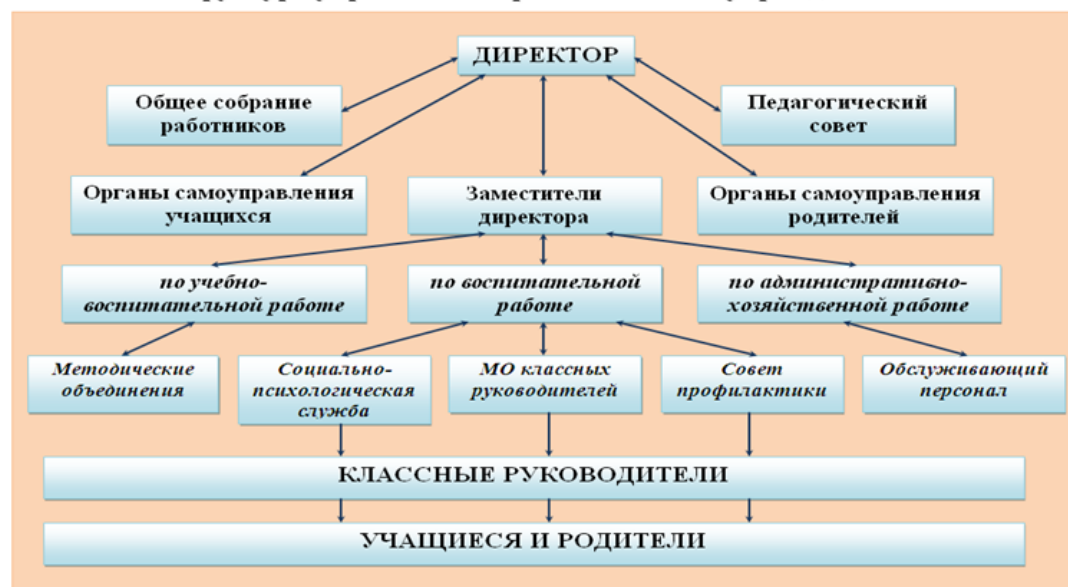 ДИРЕКТОР
Общее собрание
работников
Педагогический
совет
Органы самоуправления
учащихся
Заместители
директора
Органы самоуправления
родителей
по учебно-
воспитательной работе
по воспитательной
работе
по административно-
хозяйственной работе
Методические
объединения
Социально-
психологическая
служба
МО классных
руководителей
Совет
профилактики
Обслуживающий
персонал
КЛАССНЫЕ РУКОВОДИТЕЛИ
УЧАЩИЕСЯ И РОДИТЕЛИ